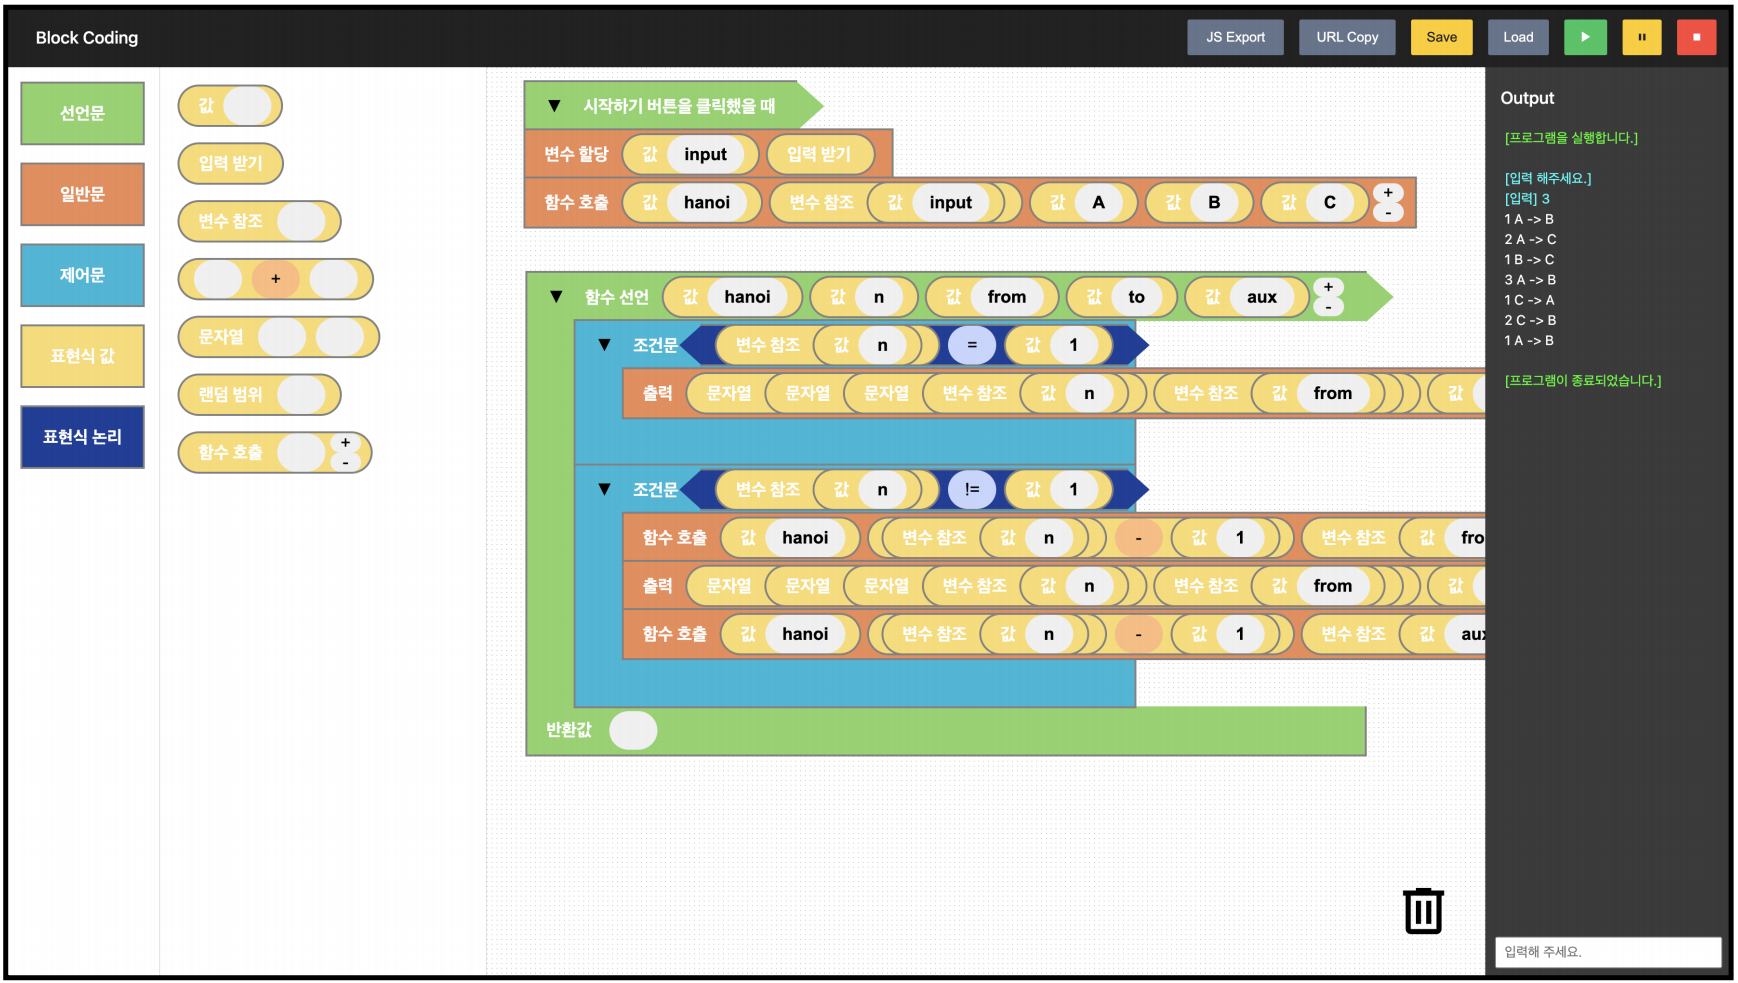 Block Coding
JS Export URL Copy Save Load
선언문
일반문
제어문
표현식 값
표현식 논리
값
입력 받기
변수 참조
+
문자열
랜덤 범위
함수 호출 + -
시작하기 버튼을 클릭했을 때
변수 할당 값 input 입력 받기
함수 호출 값 hanoi 변수 참조 값 input 값 A 값 B 값 C + -
함수 선언 값 hanoi 값 n 값 from 값 to 값 aux + -
조건문 변수 참조 값 n = 값 1
출력 문자열 문자열 문자열 변수 참조 값 n 변수 참조 값 from 값
조건문 변수 참조 값 n != 값 1
함수 호출 값 hanoi 변수 참조 값 n - 값 1 변수 참조 값 fro
출력 문자열 문자열 문자열 변수 참조 값 n 변수 참조 값 from 값
함수 호출 값 hanoi 변수 참조 값 n - 값 1 변수 참조 값 aux
반환값
Output
[프로그램을 실행합니다.]
[입력 해주세요.]
[입력] 3
1 A -> B
2 A -> C
1 B -> C
3 A -> B
1 C -> A
2 C -> B
1 A -> B
[프로그램이 종료되었습니다.]
입력해 주세요.